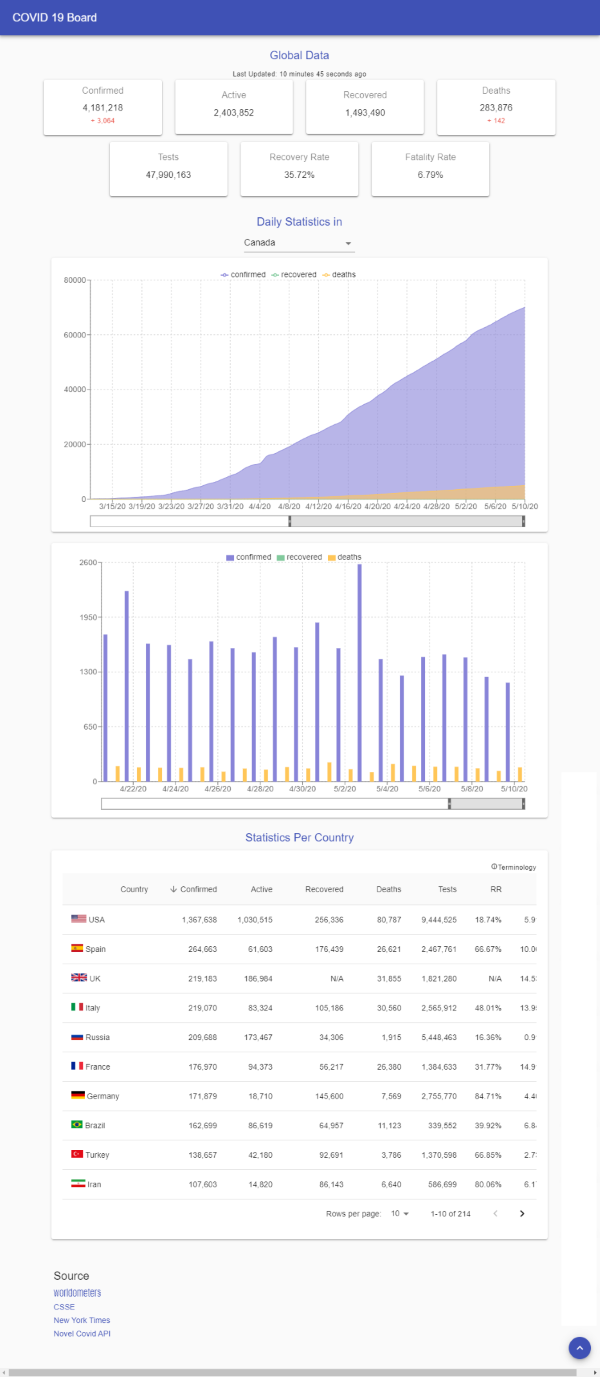 COVID 19 Board
Global Data
Last Updated: 10 minutes 45 seconds ago
Confirmed Active Recovered Deaths
4,181,218 2,403,852 1,493,490 283,876
+ 3,064 + 142
Tests Recovery Rate Fatality Rate
47,990,163 35.72% 6.79%
Daily Statistics in
Canada
confirmed recovered deaths
80000
60000
40000
20000
0
3/15/20 3/19/20 3/23/20 3/27/20 3/31/20 4/4/20 4/8/20 4/12/20 4/16/20 4/20/20 4/24/20 4/28/20 5/2/20 5/6/20 5/10/20
confirmed recovered deaths
2600
1950
1300
650
0
4/22/20 4/24/20 4/26/20 4/28/20 4/30/20 5/2/20 5/4/20 5/6/20 5/8/20 5/10/20
Statistics Per Country
Terminology
Country ↓ Confirmed Active Recovered Deaths Tests RR
USA 1,367,638 1,030,515 256,336 80,787 9,444,525 18.74% 5.9
Spain 264,663 61,603 176,439 26,621 2,467,761 66.67% 10.0
UK 219,183 186,984 N/A 31,855 1,821,280 N/A 14.5
Italy 219,070 83,324 105,186 30,560 2,565,912 48.01% 13.9
Russia 209,688 173,467 34,306 1,915 5,448,463 16.36% 0.9
France 176,970 94,373 56,217 26,380 1,384,633 31.77% 14.9
Germany 171,879 18,710 145,600 7,569 2,755,770 84.71% 4.4
Brazil 162,699 86,619 64,957 11,123 339,552 39.92% 6.8
Turkey 138,657 42,180 92,691 3,786 1,370,598 66.85% 2.7
Iran 107,603 14,820 86,143 6,640 586,699 80.06% 6.1
Rows per page: 10 1-10 of 214
Source
worldometers
CSSE
New York Times
Novel Covid API